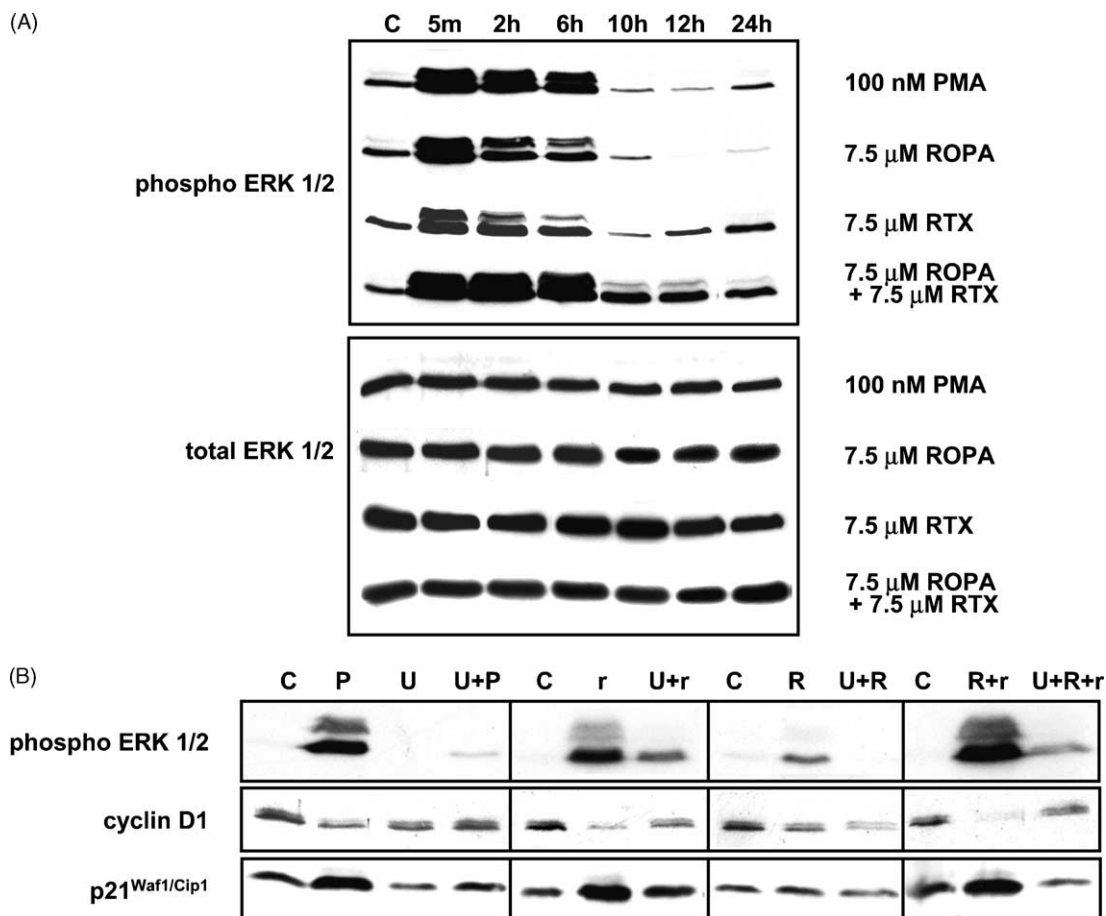 (A)
C 5m 2h 6h 10h 12h 24h
100 nM PMA
7.5 μM ROPA
phospho ERK 1/2
7.5 μM RTX
7.5 μM ROPA
+ 7.5 μM RTX
100 nM PMA
total ERK 1/2
7.5 μM ROPA
7.5 μM RTX
7.5 μM ROPA
+ 7.5 μM RTX
(B)
C P U U+P C r U+r C R U+R C R+r U+R+r
phospho ERK 1/2
cyclin D1
p21Waf1/Cip1